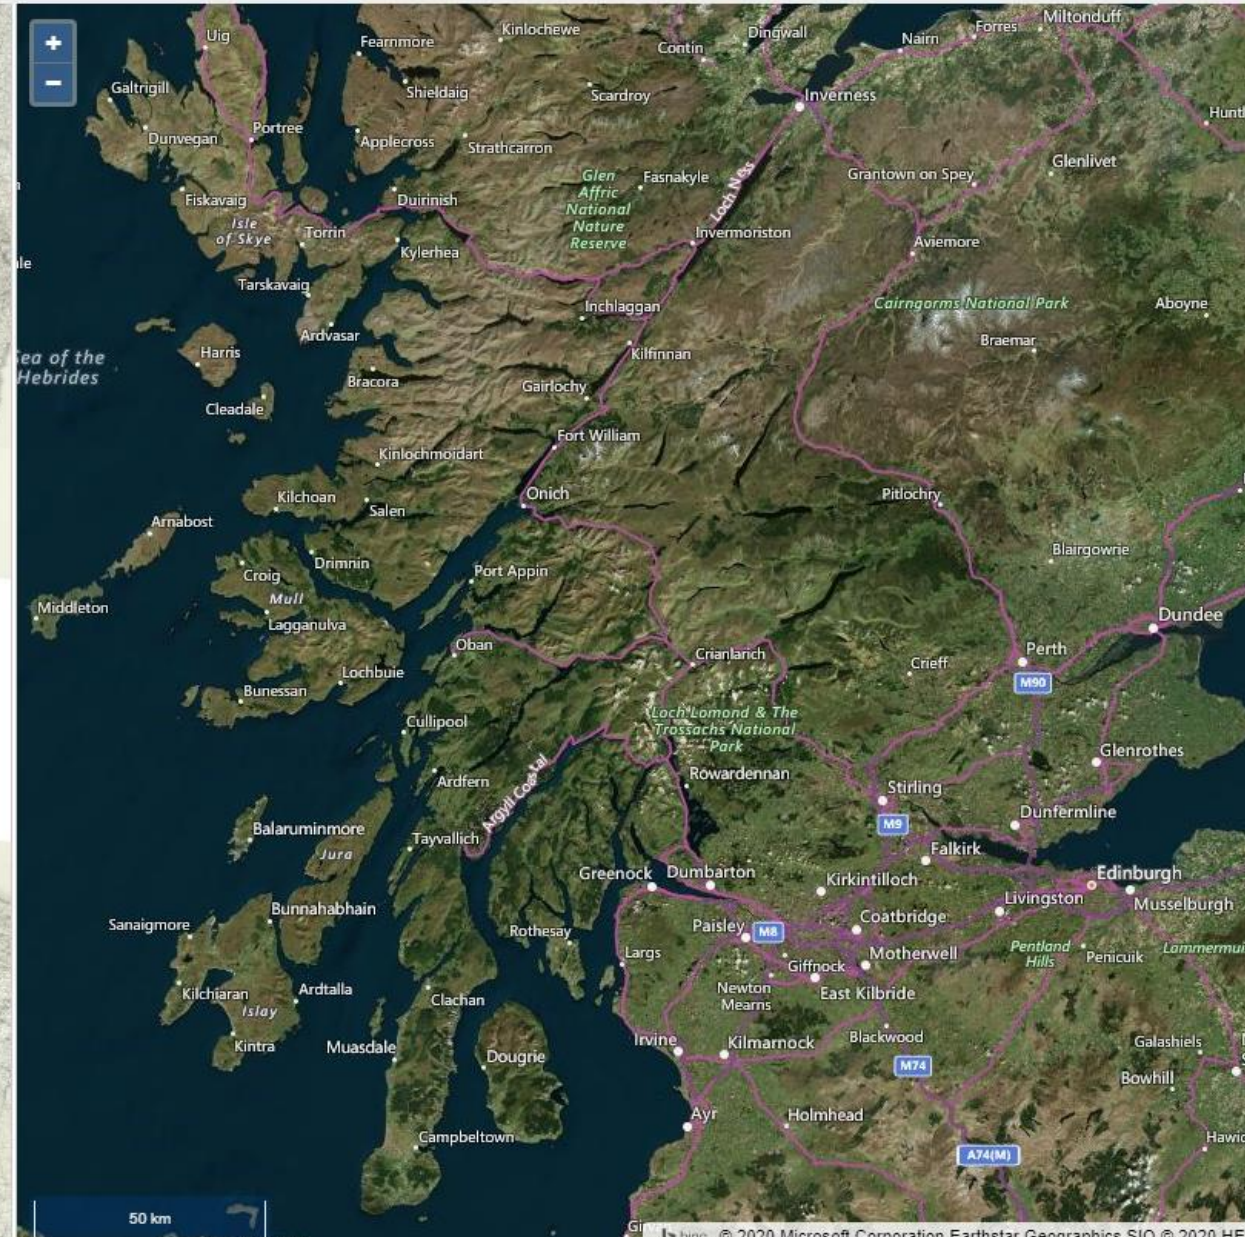 +
−
Uig
Fearnmore
Kinlochewe
Contin
Dingwall
Nairn
Forres
Miltonduff
Galtrigill
Shieldaig
Scardroy
Inverness
Dunvegan
Portree
Applecross
Strathcarron
Glenlivet
Fiskavaig
Duirinish
Glen
Affric
National
Nature
Reserve
Fasnakyle
Loch Ness
Grantown on Spey
Isle
of Skye
Torrin
Kylerhea
Invermoriston
Aviemore
Tarskavaig
Inchlaggan
Cairngorms National Park
Aboyne
Ardvasar
Harris
Kilfinnan
Braemar
Sea of the
Hebrides
Bracora
Gairlochy
Cleadale
Fort William
Kinlochmoidart
Kilchoan
Salen
Onich
Pitlochry
Arnabost
Drimnin
Blairgowrie
Croig
Mull
Port Appin
Middleton
Lagganulva
Dundee
Oban
Crianlarich
Crieff
Perth
M90
Lochbuie
Bunessan
Cullipool
Loch Lomond & The
Trossachs National
Park
Glenrothes
Ardfern
Argyll Coastal
Rowardennan
Stirling
M9
Dunfermline
Balaruminmore
Jura
Tayvallich
Falkirk
Greenock
Dumbarton
Kirkintilloch
Edinburgh
Livingston
Musselburgh
Bunnahabhain
Sanaigmore
Rothesay
Paisley
M8
Coatbridge
Largs
Giffnock
Motherwell
Pentland
Hills
Penicuik
Lammermui
Kilchiaran
Ardtalla
Islay
Clachan
Newton
Mearns
East Kilbride
Kintra
Muasdale
Dougrie
Irvine
Kilmarnock
Blackwood
Galashiels
M74
Bowhill
Ayr
Holmhead
Campbeltown
Hawic
A74(M)
50 km
Girvan
bing © 2020 Microsoft Corporation Earthstar Geographics SIO © 2020 HE